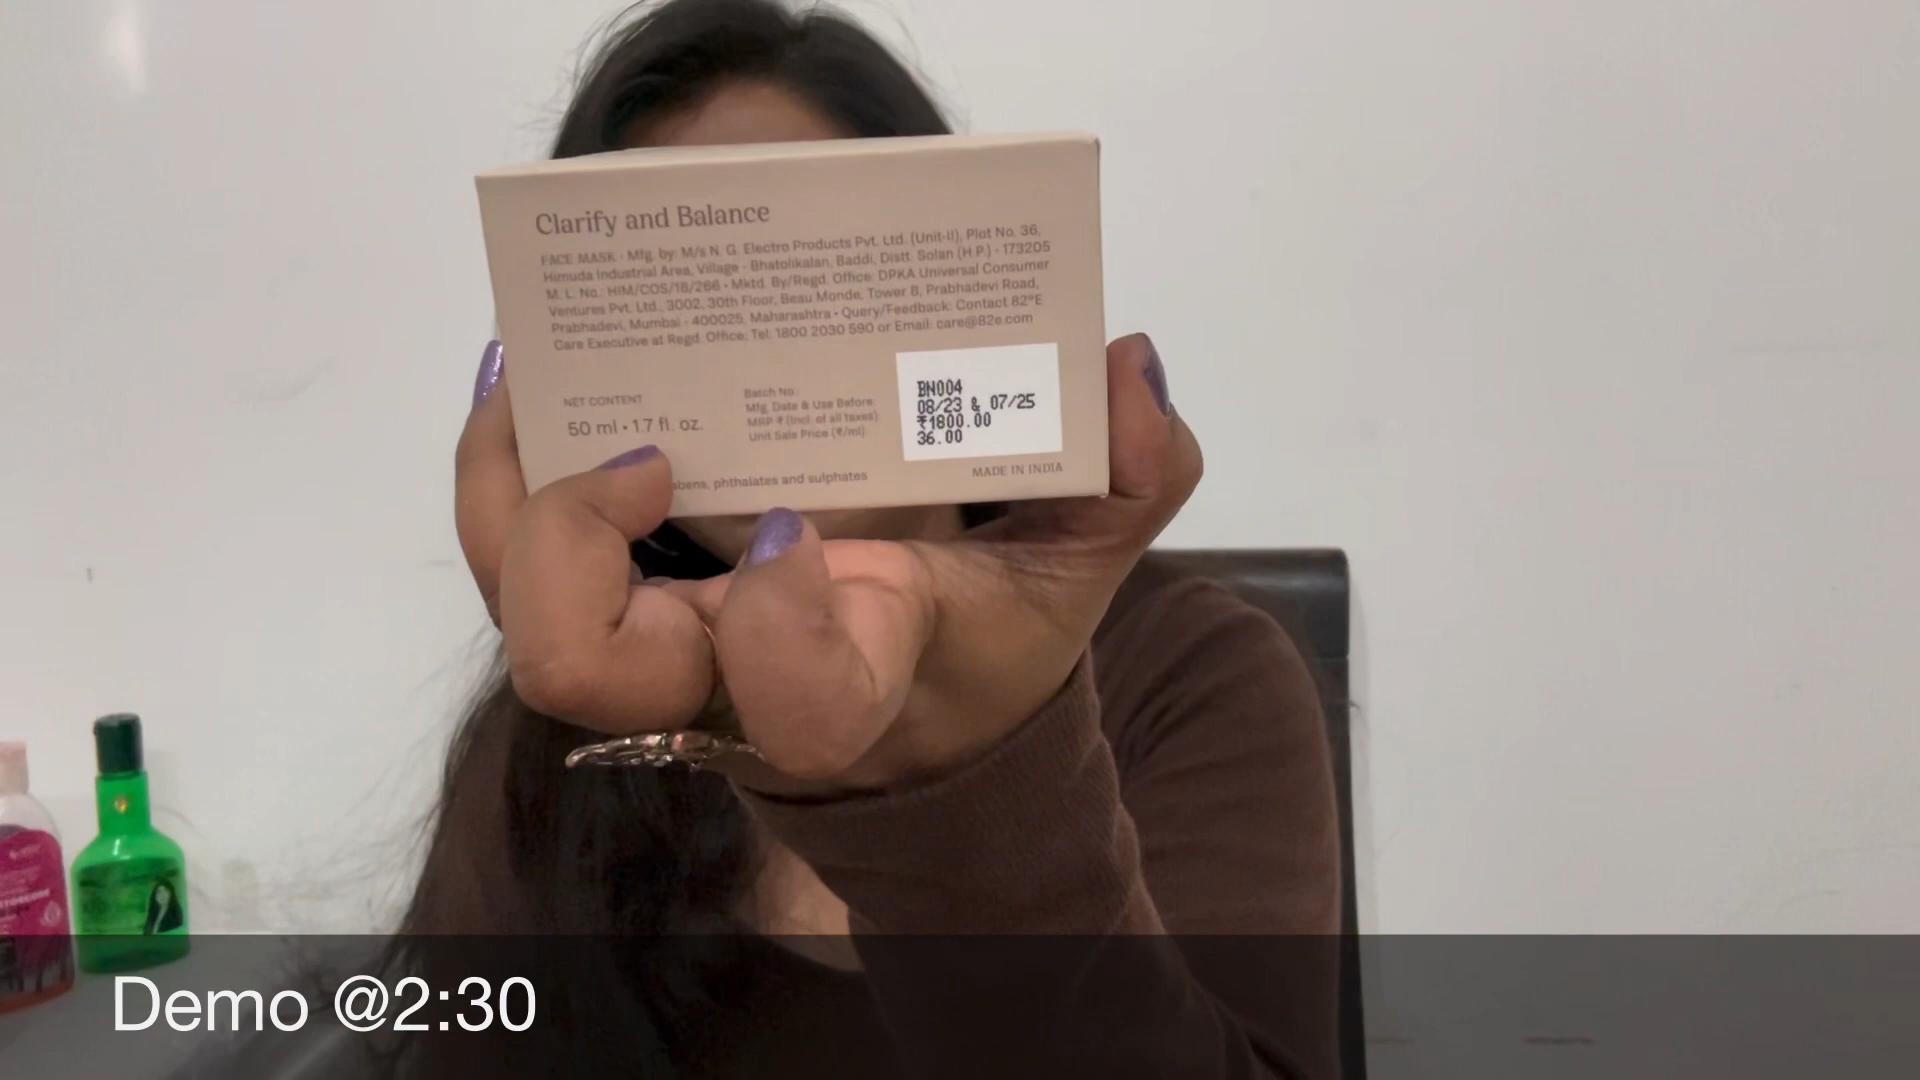 Clarify and Balance
FACE MASK • Mfg. by: M/s N. G. Electro Products Pvt. Ltd. (Unit-II), Plot No. 36,
Himuda Industrial Area, Village - Bhatolikalan, Baddi, Distt. Solan (H.P.) - 173205
M. L. No.: HIM/COS/18/266 • Mktd. By/Regd. Office: DPKA Universal Consumer
Ventures Pvt. Ltd., 3002, 30th Floor, Beau Monde, Tower B, Prabhadevi Road,
Prabhadevi, Mumbai - 400025, Maharashtra • Query/Feedback: Contact 82°E
Care Executive at Regd. Office; Tel: 1800 2030 590 or Email: care@82e.com
NET CONTENT
50 ml • 1.7 fl. oz.
Batch No.:
Mfg. Date & Use Before:
MRP ₹ (Incl. of all taxes):
Unit Sale Price (₹/ml):
BN004
08/23 & 07/25
₹1800.00
36.00
phthalates and sulphates
MADE IN INDIA
Demo @2:30